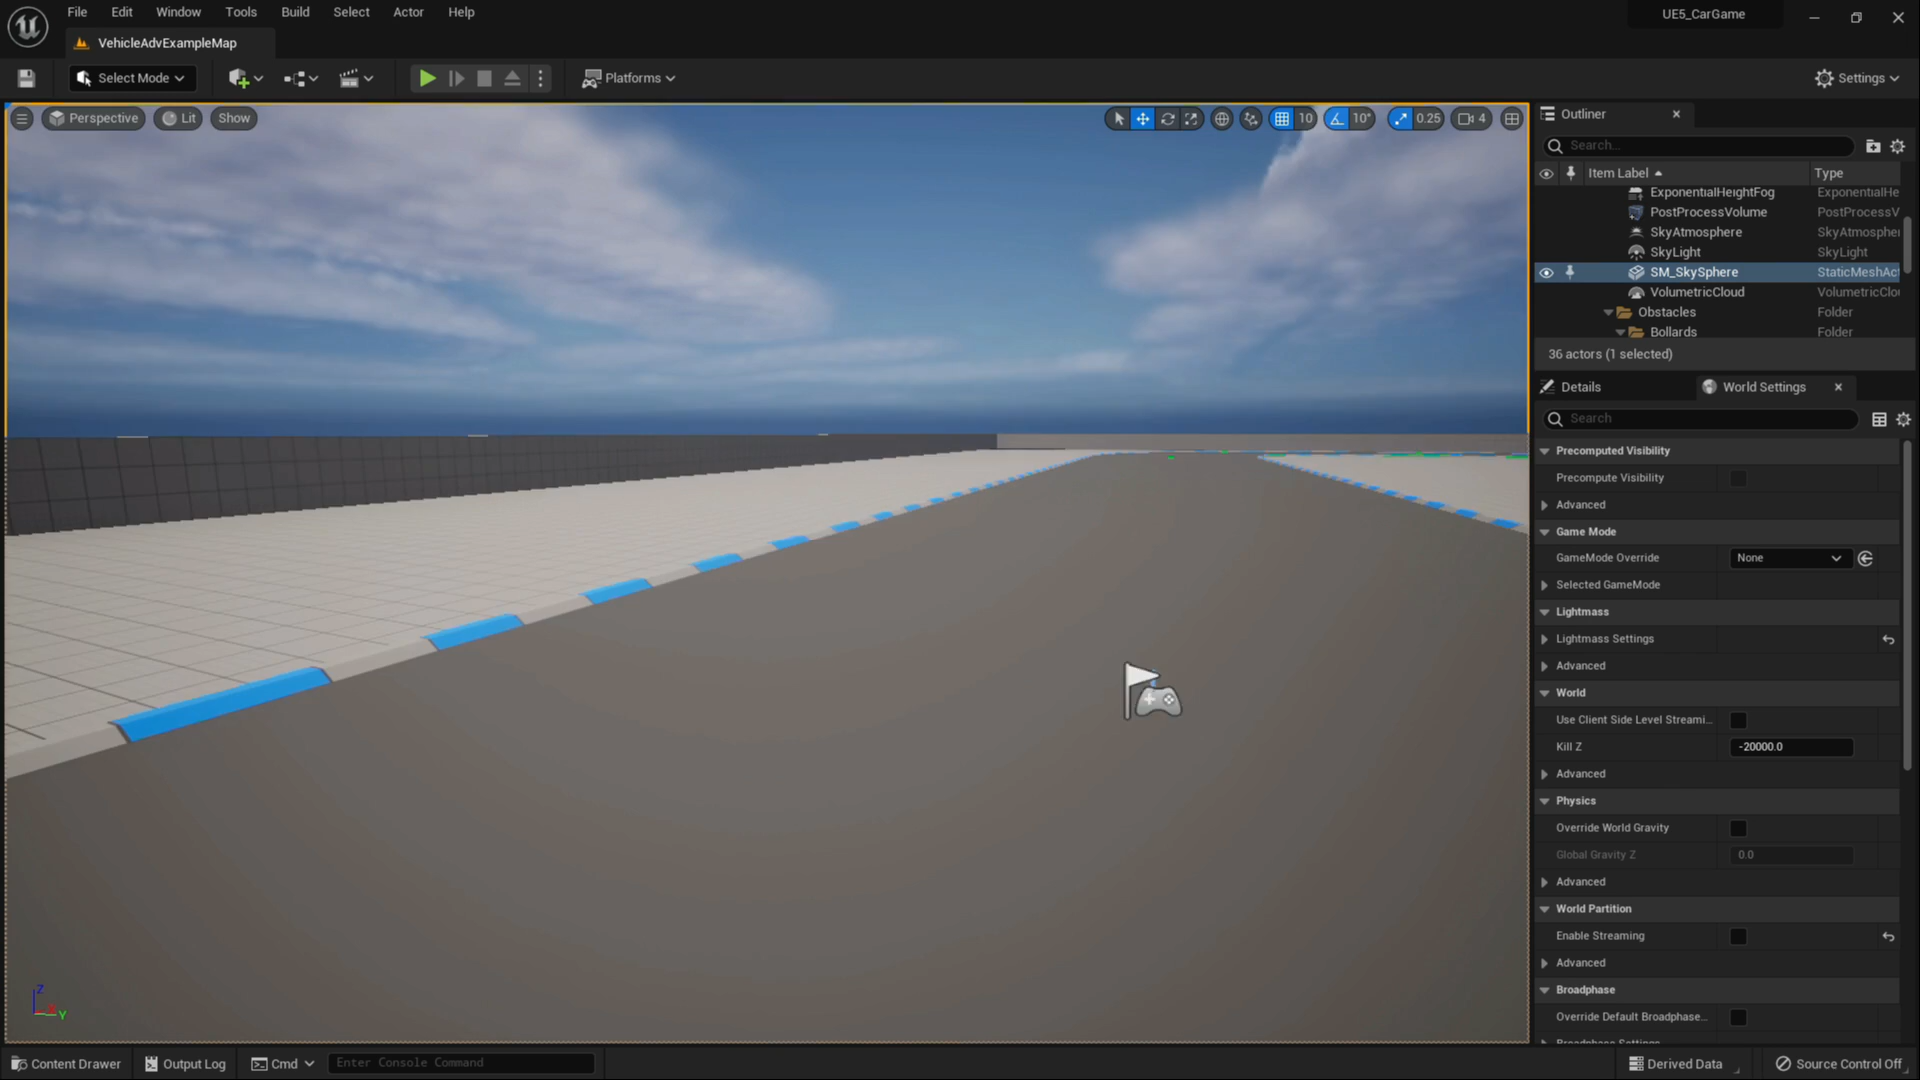 File Edit Window Tools Build Select Actor Help
UE5_CarGame
VehicleAdvExampleMap
Select Mode
Platforms
Settings
Perspective
Lit
Show
10
10°
0.25
4
Outliner
Search...
Item Label
Type
ExponentialHeightFog ExponentialHe
PostProcessVolume PostProcessV
SkyAtmosphere SkyAtmospher
SkyLight SkyLight
SM_SkySphere StaticMeshAct
VolumetricCloud VolumetricClou
Obstacles Folder
Bollards Folder
36 actors (1 selected)
Details
World Settings
Search
Precomputed Visibility
Precompute Visibility
Advanced
Game Mode
GameMode Override None
Selected GameMode
Lightmass
Lightmass Settings
Advanced
World
Use Client Side Level Streami...
Kill Z -20000.0
Advanced
Physics
Override World Gravity
Global Gravity Z 0.0
Advanced
World Partition
Enable Streaming
Advanced
Broadphase
Override Default Broadphase...
Broadphase Settings
Z
Y
Content Drawer
Output Log
Cmd
Enter Console Command
Derived Data
Source Control Off